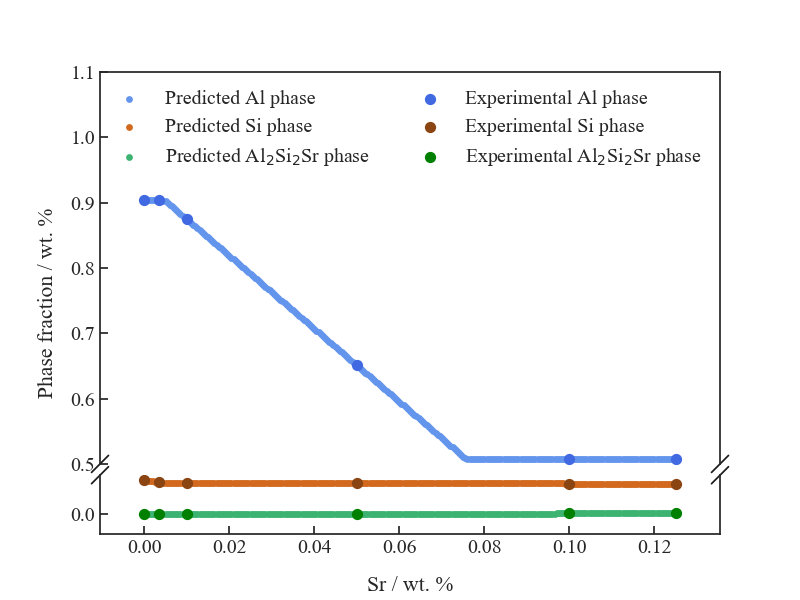 1.1
Predicted Al phase
Experimental Al phase
Predicted Si phase
Experimental Si phase
Predicted Al₂Si₂Sr phase
Experimental Al₂Si₂Sr phase
1.0
0.9
0.8
0.7
0.6
0.5
0.0
Phase fraction / wt. %
0.00 0.02 0.04 0.06 0.08 0.10 0.12
Sr / wt. %